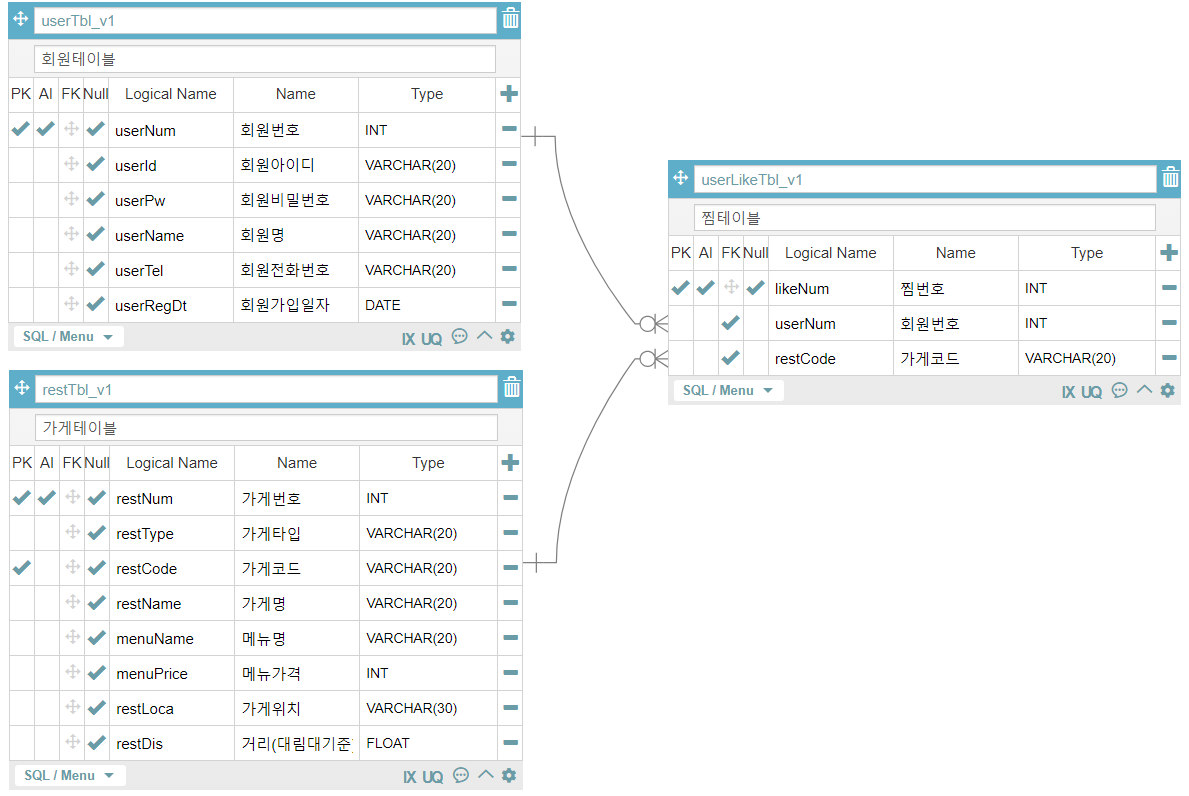 userTbl_v1
회원테이블
PK AI FK Null Logical Name Name Type
userNum 회원번호 INT
userId 회원아이디 VARCHAR(20)
userPw 회원비밀번호 VARCHAR(20)
userName 회원명 VARCHAR(20)
userTel 회원전화번호 VARCHAR(20)
userRegDt 회원가입일자 DATE
SQL / Menu IX UQ
userLikeTbl_v1
찜테이블
PK AI FK Null Logical Name Name Type
likeNum 찜번호 INT
userNum 회원번호 INT
restCode 가게코드 VARCHAR(20)
SQL / Menu IX UQ
restTbl_v1
가게테이블
PK AI FK Null Logical Name Name Type
restNum 가게번호 INT
restType 가게타입 VARCHAR(20)
restCode 가게코드 VARCHAR(20)
restName 가게명 VARCHAR(20)
menuName 메뉴명 VARCHAR(20)
menuPrice 메뉴가격 INT
restLoca 가게위치 VARCHAR(30)
restDis 거리(대림대기준) FLOAT
SQL / Menu IX UQ